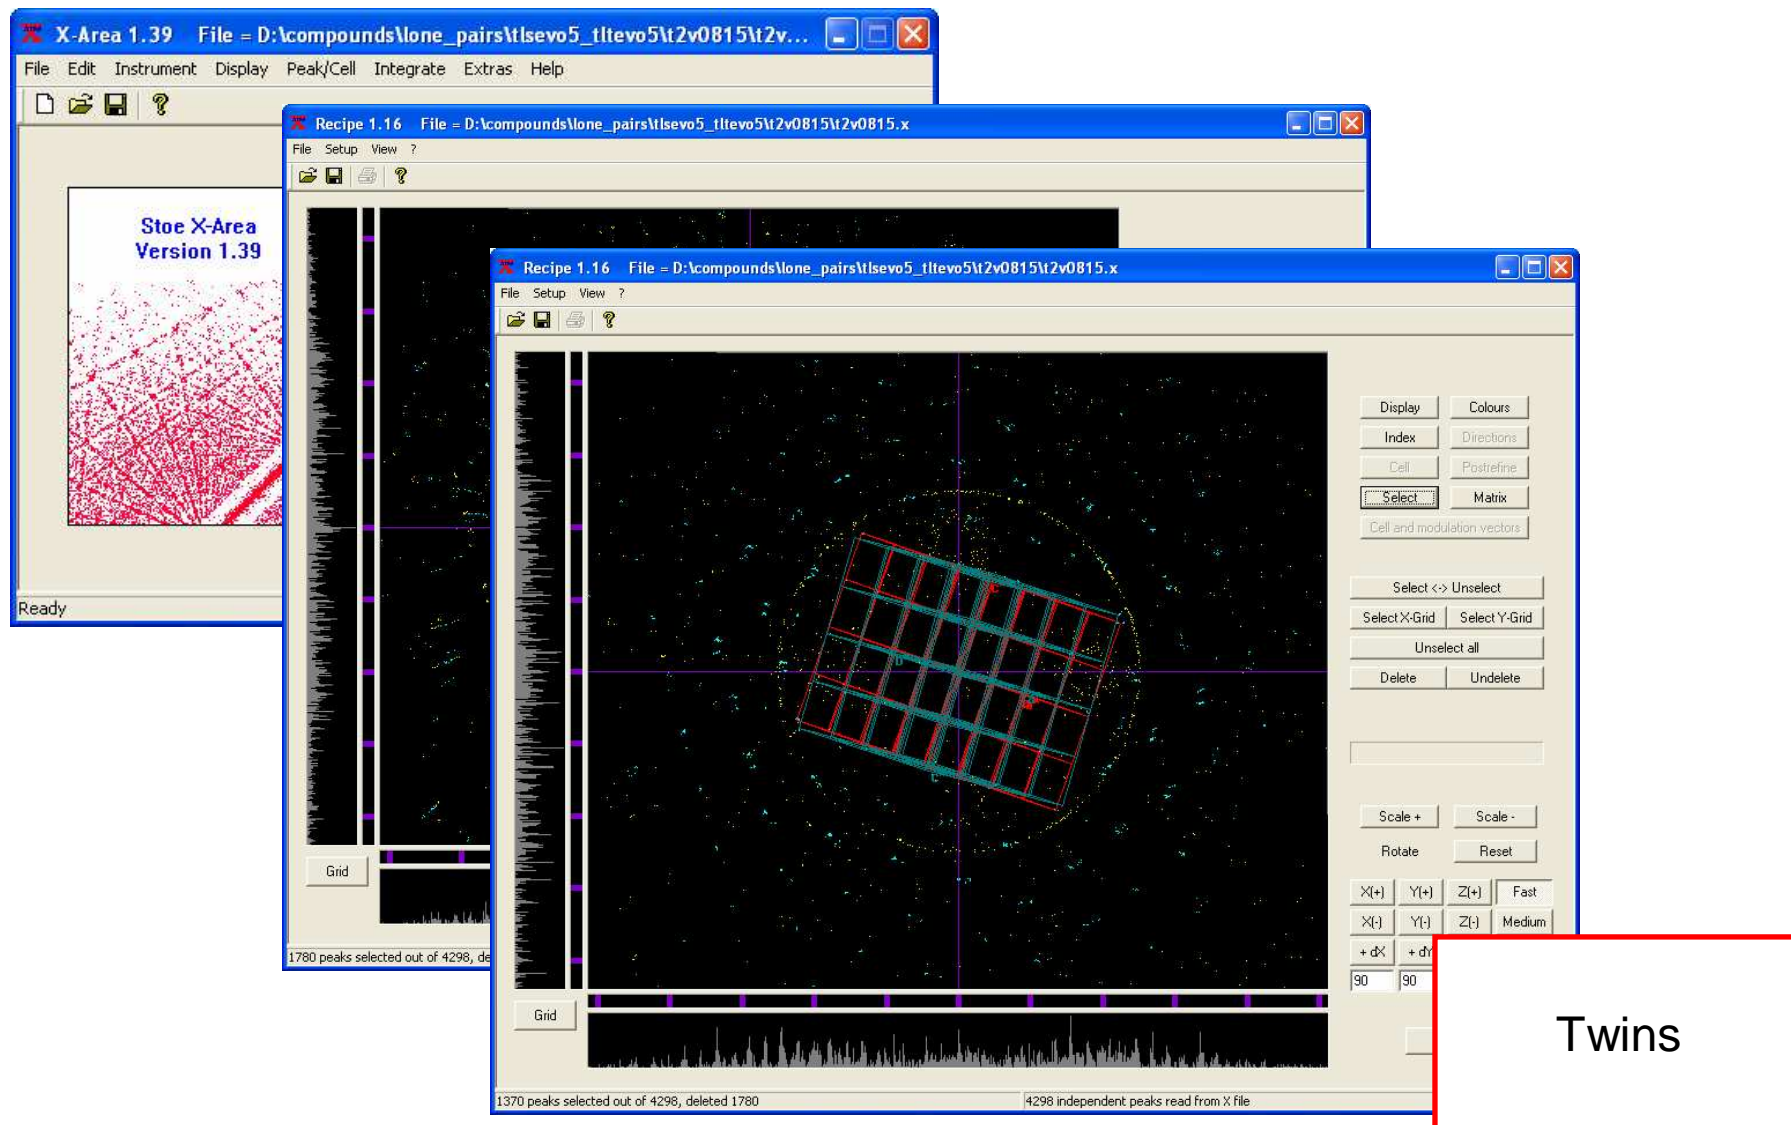 X-Area 1.39 File = D:\compounds\lone_pairs\tlsevo5_tltevo5\t2v0815\t2v...
File Edit Instrument Display Peak/Cell Integrate Extras Help
Stoe X-Area
Version 1.39
Ready
Recipe 1.16 File = D:\compounds\lone_pairs\tlsevo5_tltevo5\t2v0815\t2v0815.x
File Setup View ?
Grid
1780 peaks selected out of 4298, de
Recipe 1.16 File = D:\compounds\lone_pairs\tlsevo5_tltevo5\t2v0815\t2v0815.x
File Setup View ?
Display Colours
Index Directions
Cell Postrefine
Select Matrix
Cell and modulation vectors
Select <-> Unselect
Select X-Grid Select Y-Grid
Unselect all
Delete Undelete
Scale + Scale -
Rotate Reset
X(+) Y(+) Z(+) Fast
X(-) Y(-) Z(-) Medium
+ dX + dY
90 90
Grid
1370 peaks selected out of 4298, deleted 1780
4298 independent peaks read from X file
Twins